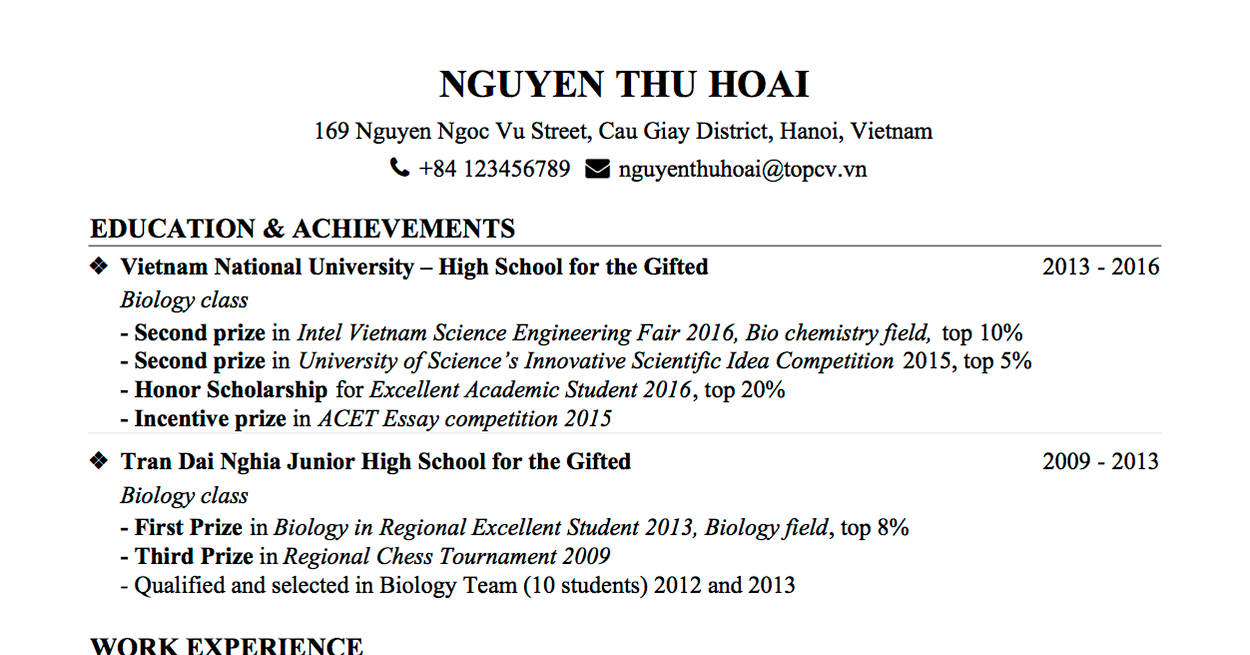 NGUYEN THU HOAI
169 Nguyen Ngoc Vu Street, Cau Giay District, Hanoi, Vietnam
+84 123456789 nguyenthuhoai@topcv.vn
EDUCATION & ACHIEVEMENTS
❖ Vietnam National University – High School for the Gifted 2013 - 2016
Biology class
- Second prize in Intel Vietnam Science Engineering Fair 2016, Bio chemistry field, top 10%
- Second prize in University of Science’s Innovative Scientific Idea Competition 2015, top 5%
- Honor Scholarship for Excellent Academic Student 2016, top 20%
- Incentive prize in ACET Essay competition 2015
❖ Tran Dai Nghia Junior High School for the Gifted 2009 - 2013
Biology class
- First Prize in Biology in Regional Excellent Student 2013, Biology field, top 8%
- Third Prize in Regional Chess Tournament 2009
- Qualified and selected in Biology Team (10 students) 2012 and 2013
WORK EXPERIENCE